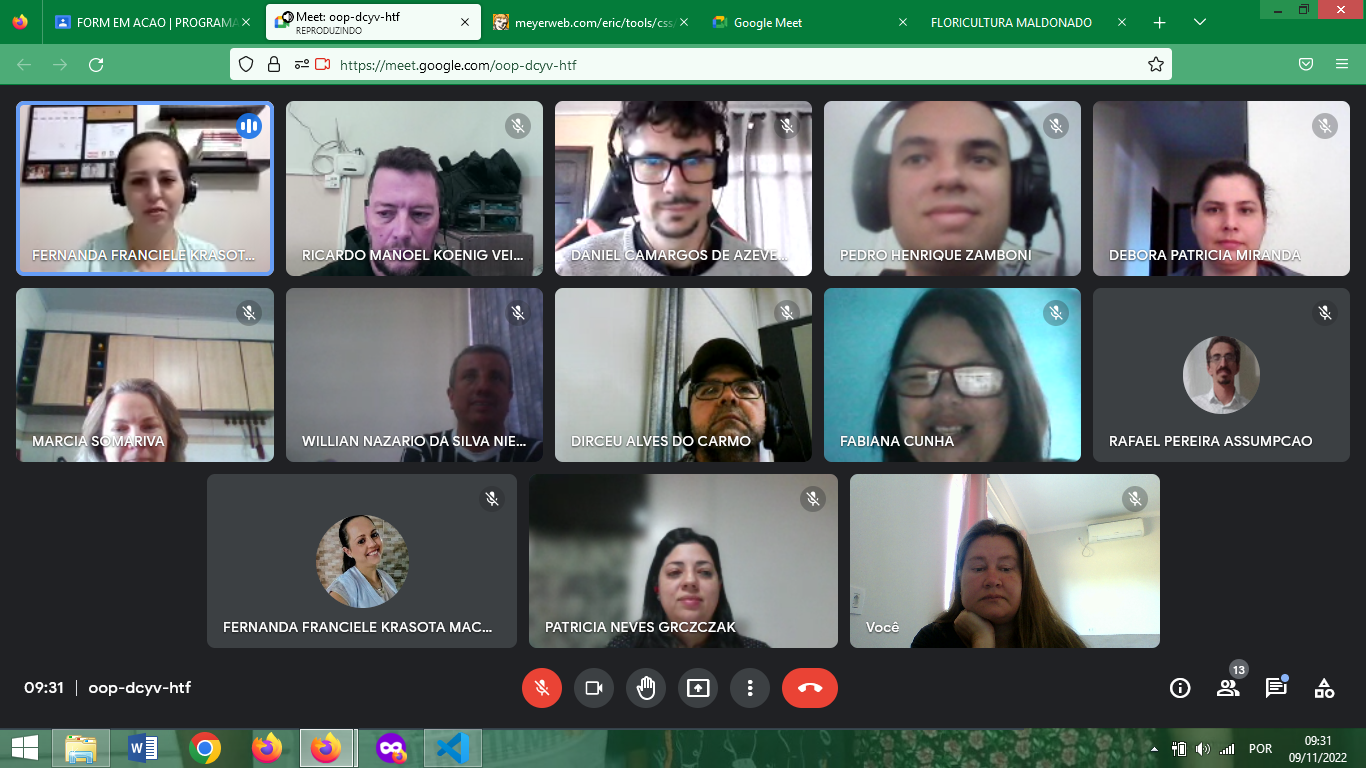 FORM EM ACAO | PROGRAMA
Meet: oop-dcyv-htf
REPRODUZINDO
meyerweb.com/eric/tools/css/
Google Meet
FLORICULTURA MALDONADO
https://meet.google.com/oop-dcyv-htf
FERNANDA FRANCIELE KRASOT...
RICARDO MANOEL KOENIG VEI...
DANIEL CAMARGOS DE AZEVE...
PEDRO HENRIQUE ZAMBONI
DEBORA PATRICIA MIRANDA
MARCIA SOMARIVA
WILLIAN NAZARIO DA SILVA NIE...
DIRCEU ALVES DO CARMO
FABIANA CUNHA
RAFAEL PEREIRA ASSUMPCAO
FERNANDA FRANCIELE KRASOTA MAC...
PATRICIA NEVES GRCZCZAK
Você
09:31 | oop-dcyv-htf
13
POR
09:31
09/11/2022